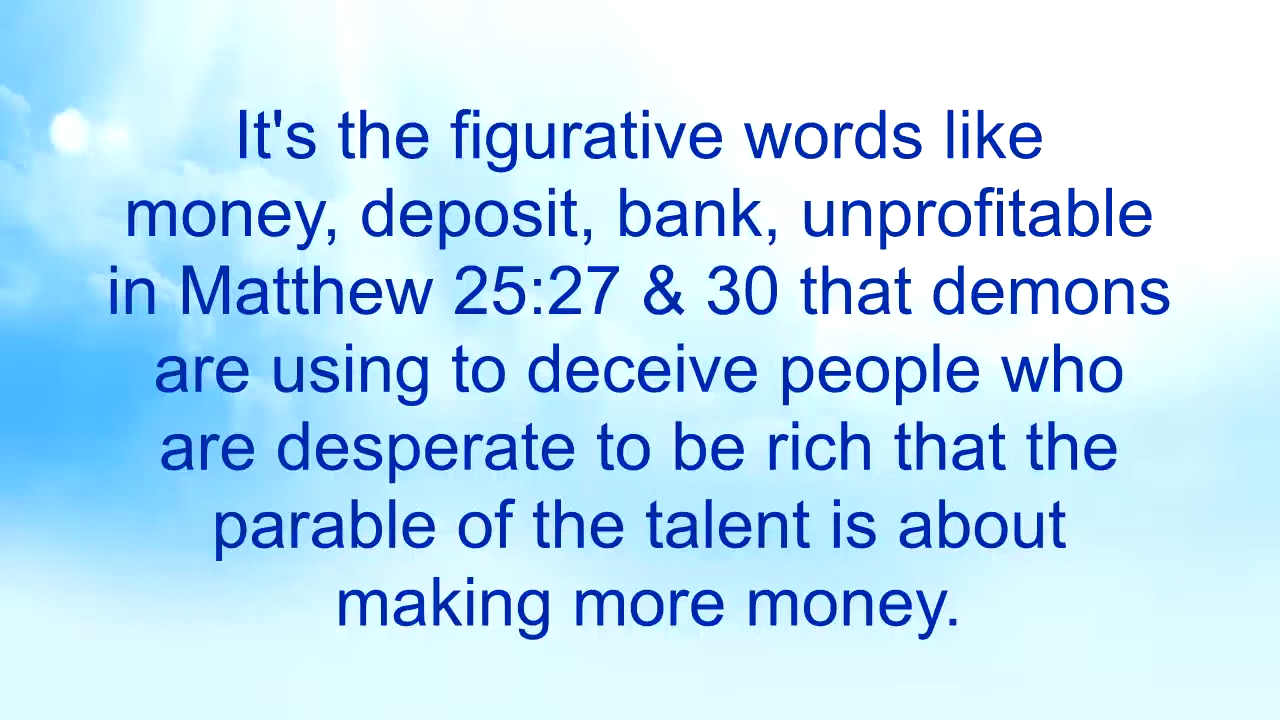 It's the figurative words like
money, deposit, bank, unprofitable
in Matthew 25:27 & 30 that demons
are using to deceive people who
are desperate to be rich that the
parable of the talent is about
making more money.